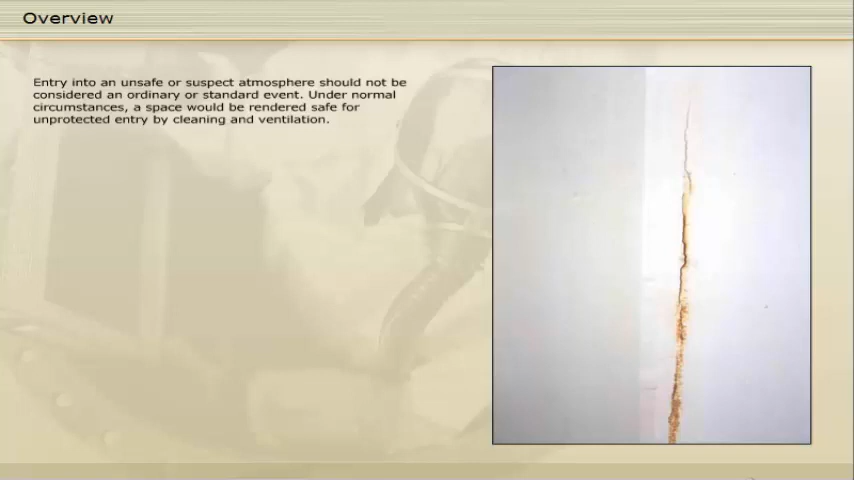 Overview
Entry into an unsafe or suspect atmosphere should not be
considered an ordinary or standard event. Under normal
circumstances, a space would be rendered safe for
unprotected entry by cleaning and ventilation.